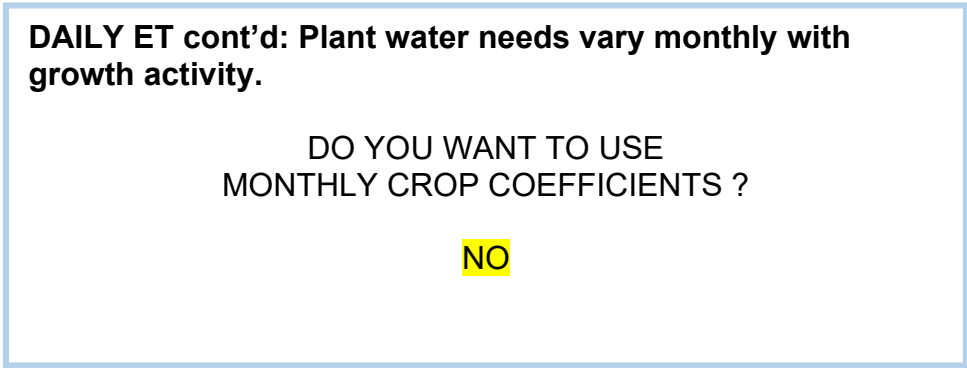 DAILY ET cont’d: Plant water needs vary monthly with
growth activity.
DO YOU WANT TO USE
MONTHLY CROP COEFFICIENTS ?
NO